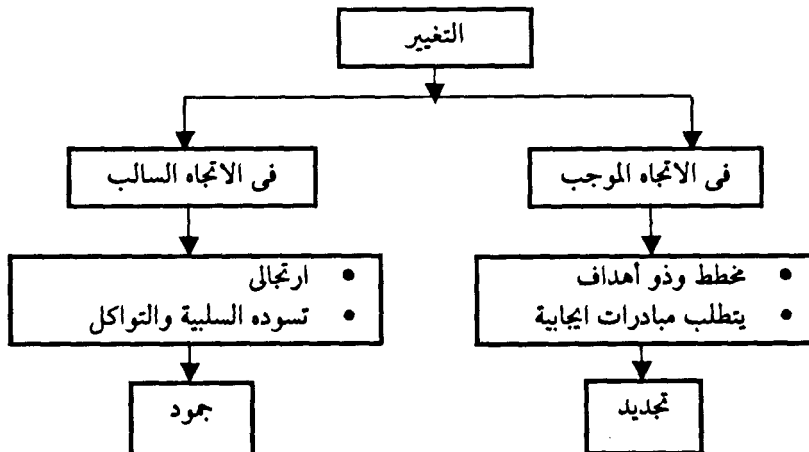 التغيير
فى الاتجاه الموجب
فى الاتجاه السالب
• مخطط وذو أهداف
• يتطلب مبادرات ايجابية
• ارتجالى
• تسوده السلبية والتواكل
تجديد
جمود